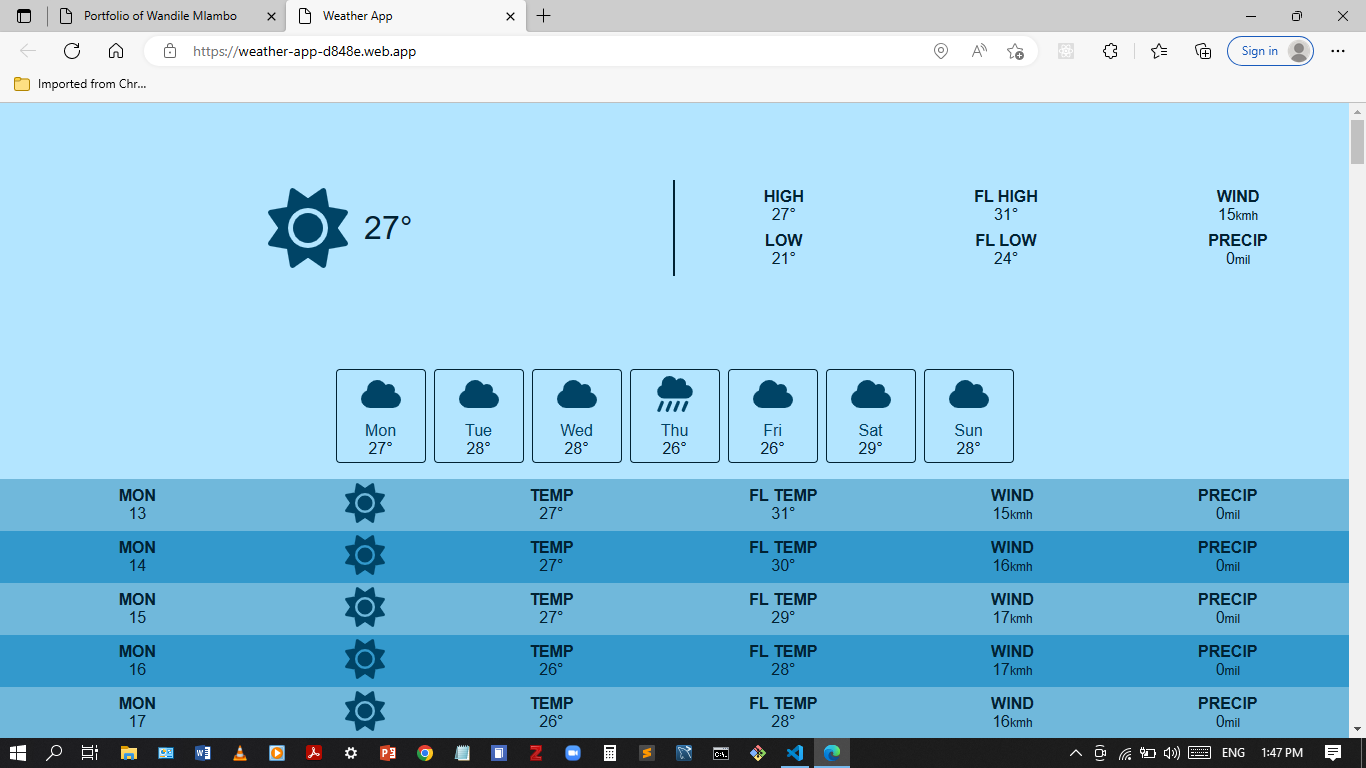 Portfolio of Wandile Mlambo
Weather App
https://weather-app-d848e.web.app
Sign in
Imported from Chr...
27°
HIGH FL HIGH WIND
27° 31° 15kmh
LOW FL LOW PRECIP
21° 24° 0mil
Mon Tue Wed Thu Fri Sat Sun
27° 28° 28° 26° 26° 29° 28°
MON TEMP FL TEMP WIND PRECIP
13 27° 31° 15kmh 0mil
MON TEMP FL TEMP WIND PRECIP
14 27° 30° 16kmh 0mil
MON TEMP FL TEMP WIND PRECIP
15 27° 29° 17kmh 0mil
MON TEMP FL TEMP WIND PRECIP
16 26° 28° 17kmh 0mil
MON TEMP FL TEMP WIND PRECIP
17 26° 28° 16kmh 0mil
ENG 1:47 PM